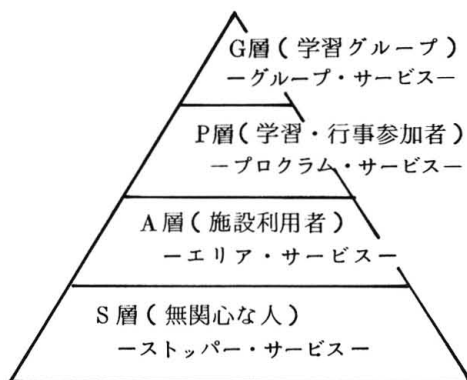 G層(学習グループ)
ーグループ・サービスー
P層(学習・行事参加者)
ープロクラム・サービスー
A層(施設利用者)
ーエリア・サービスー
S層(無関心な人)
ーストッパー・サービスー